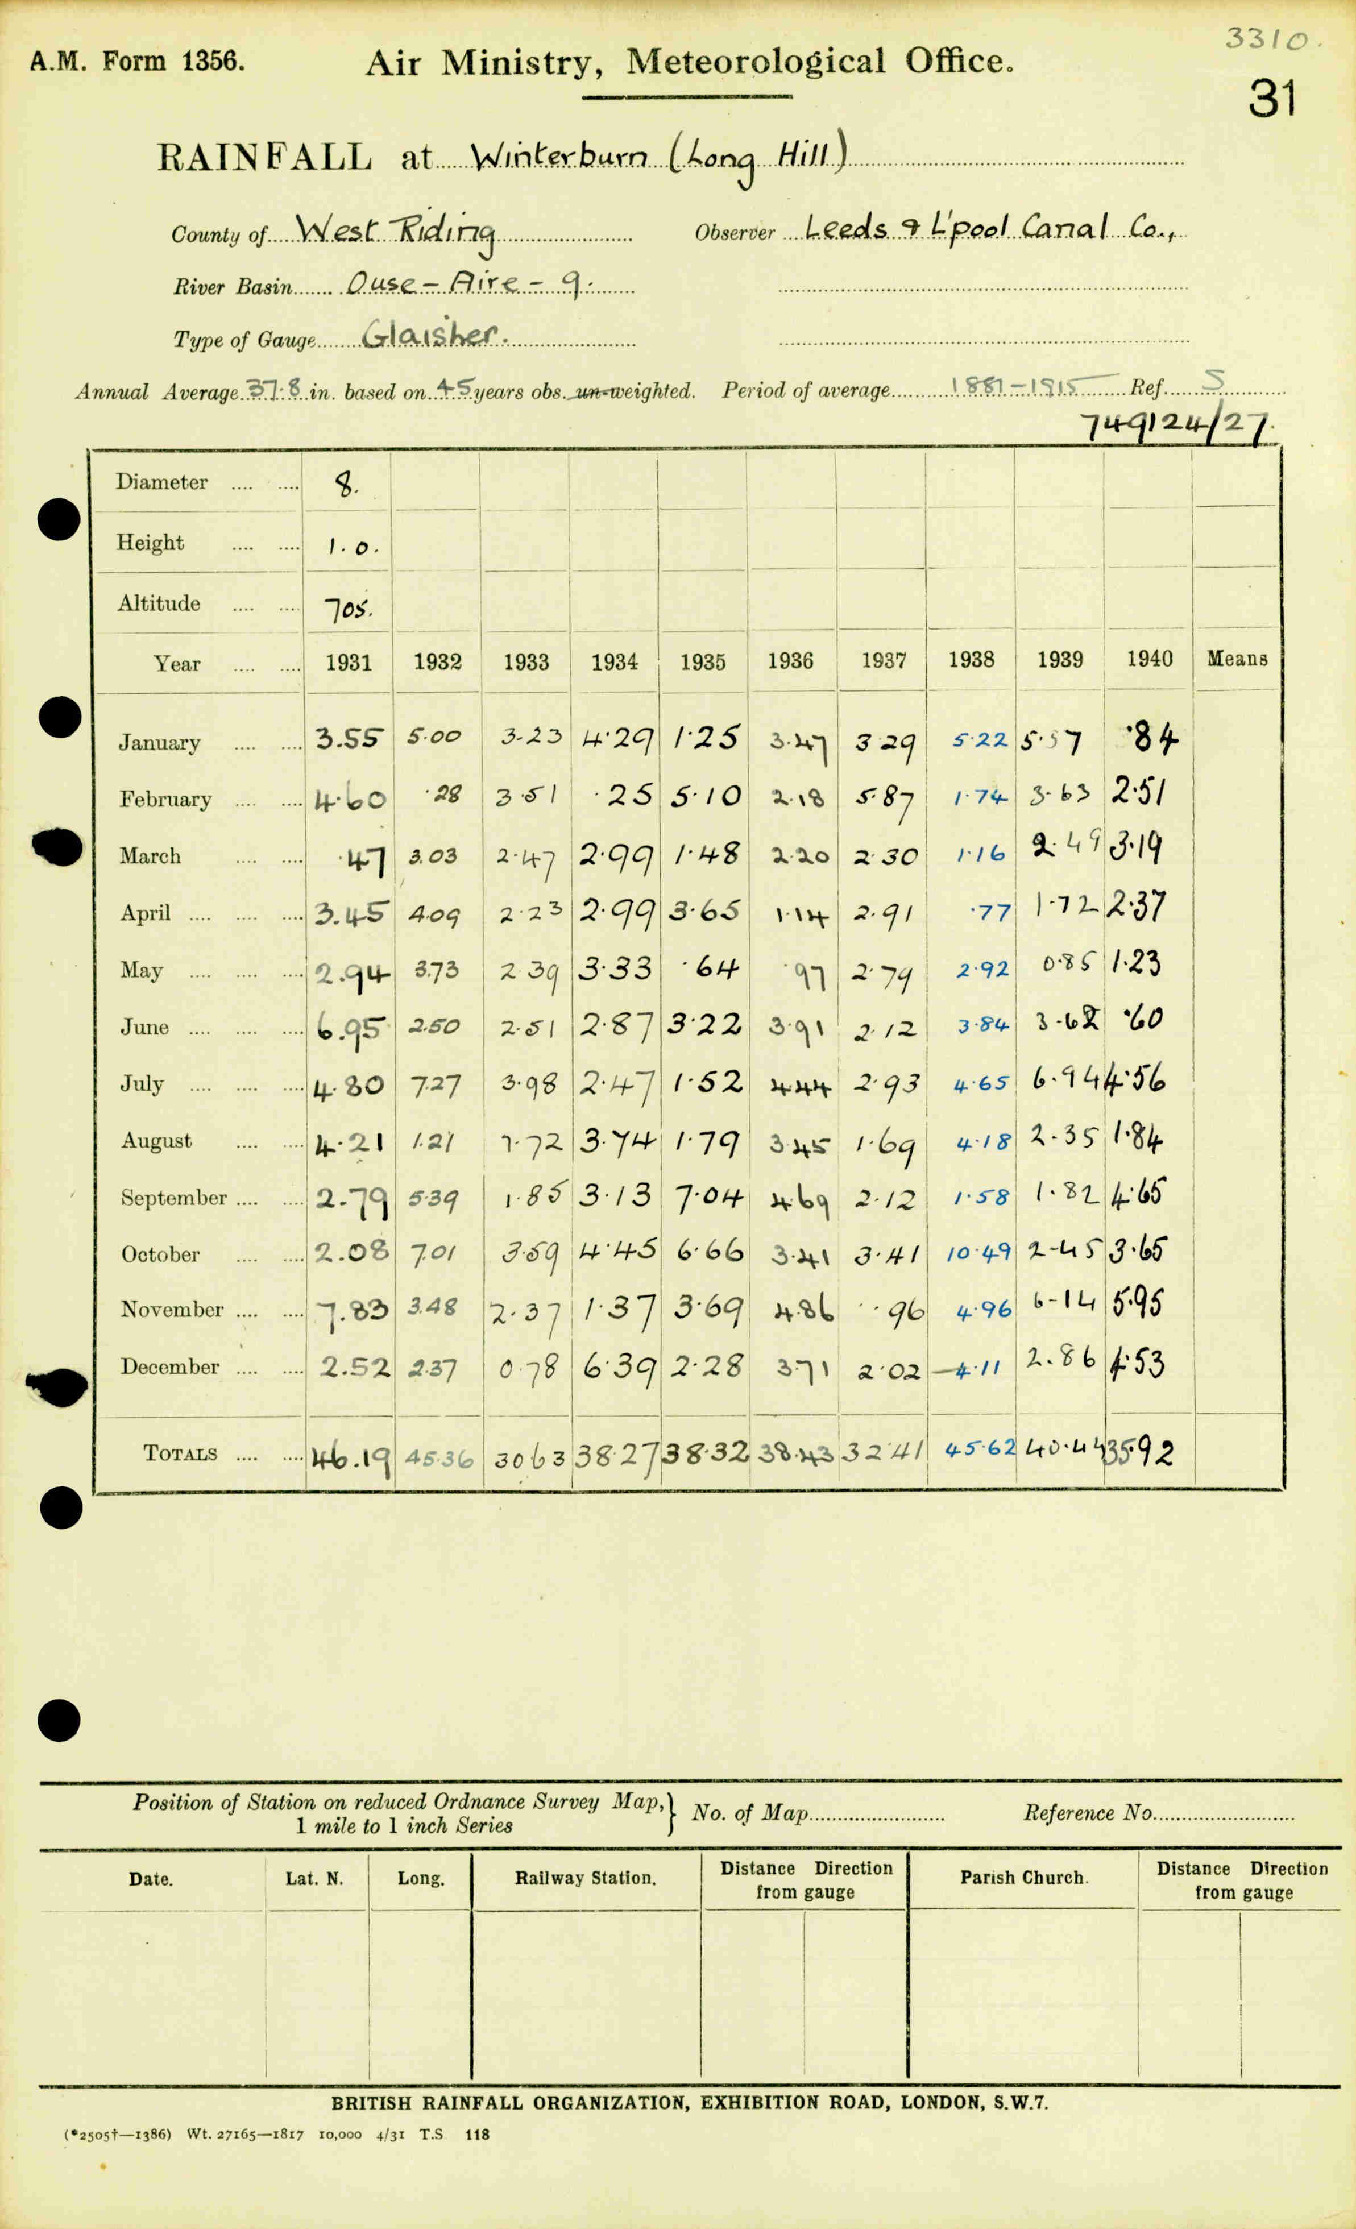 3310.
A.M. Form 1356. Air Ministry, Meteorological Office.
31
RAINFALL at Winterburn (Long Hill)
County of West Riding Observer Leeds & L'pool Canal Co.,
River Basin Ouse – Aire – 9.
Type of Gauge Glaisher.
Annual Average 37.8 in. based on 45 years obs. un-weighted. Period of average 1881–1915 Ref. S
749124/27.
Diameter .... .... 8.
Height .... .... 1.0.
Altitude .... .... 705.
Year .... .... 1931 1932 1933 1934 1935 1936 1937 1938 1939 1940 Means
January .... .... 3.55 5.00 3.23 4.29 1.25 3.47 3 29 5.22 5.57 .84
February .... .... 4.60 .28 3.51 .25 5.10 2.18 5.87 1.74 3.63 2.51
March .... .... .47 3.03 2.47 2.99 1.48 2.20 2.30 1.16 2.49 3.19
April .... .... .... 3.45 4.09 2.23 2.99 3.65 1.14 2.91 .77 1.72 2.37
May .... .... .... 2.94 3.73 2 39 3.33 .64 .97 2.79 2.92 0.85 1.23
June .... .... .... 6.95 2.50 2.51 2.87 3.22 3.91 2.12 3.84 3.62 .60
July .... .... .... 4.80 7.27 3.98 2.47 1.52 4.44 2.93 4.65 6.94 4.56
August .... .... 4.21 1.21 1.72 3.74 1.79 3.45 1.69 4.18 2.35 1.84
September .... .... 2.79 5.39 1.85 3.13 7.04 4.69 2.12 1.58 1.82 4.65
October .... .... 2.08 7.01 3.59 4.45 6.66 3.41 3.41 10.49 2.45 3.65
November .... .... 7.83 3.48 2.37 1.37 3.69 4.86 .96 4.96 6.14 5.95
December .... .... 2.52 2.37 0.78 6.39 2.28 3.71 2.02 4.11 2.86 4.53
TOTALS .... .... 46.19 45.36 30 63 38.27 38.32 38.43 32 41 45.62 40.44 35.92
Position of Station on reduced Ordnance Survey Map, } No. of Map Reference No.
1 mile to 1 inch Series
Date. Lat. N. Long. Railway Station. Distance Direction from gauge Parish Church. Distance Direction from gauge
BRITISH RAINFALL ORGANIZATION, EXHIBITION ROAD, LONDON, S.W.7.
(*2505†—1386) Wt. 27165—1817 10,000 4/31 T.S 118